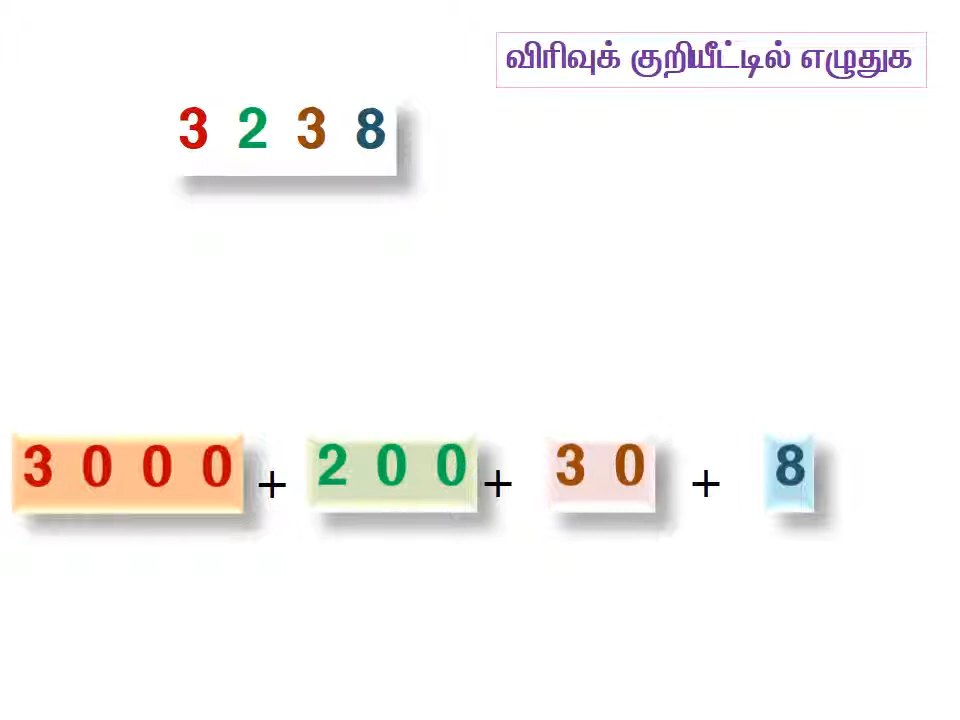 விரிவுக் குறியீட்டில் எழுதுக
3 2 3 8
3 0 0 0 + 2 0 0 + 3 0 + 8